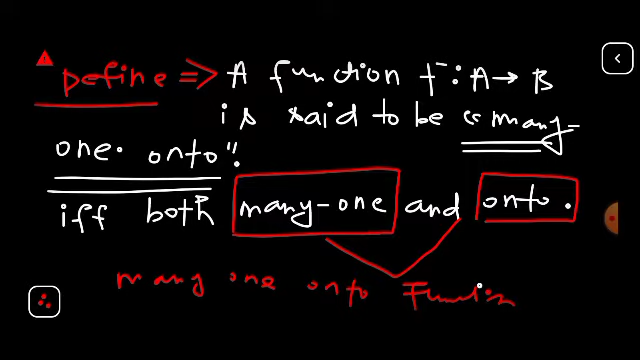 Define => A function f: A → B
is said to be "many-
one onto".
iff both many-one and onto.
many one onto Function